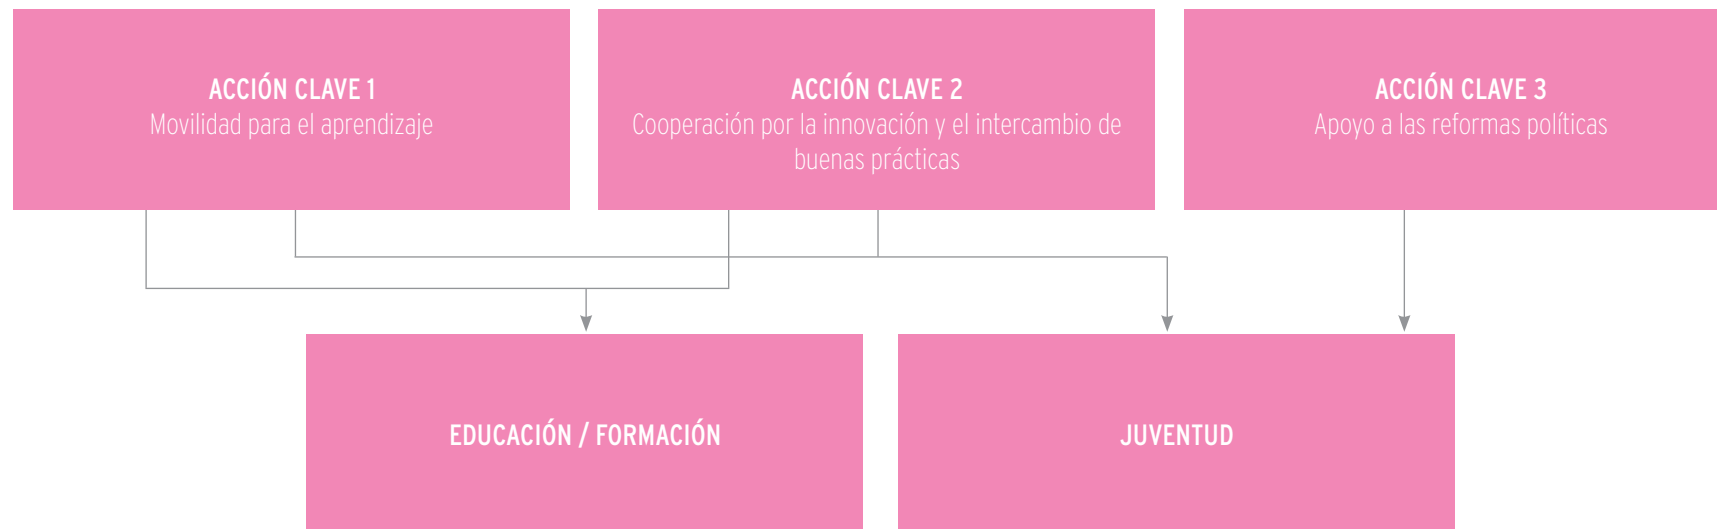 ACCIÓN CLAVE 1
Movilidad para el aprendizaje
ACCIÓN CLAVE 2
Cooperación por la innovación y el intercambio de
buenas prácticas
ACCIÓN CLAVE 3
Apoyo a las reformas políticas
EDUCACIÓN / FORMACIÓN
JUVENTUD